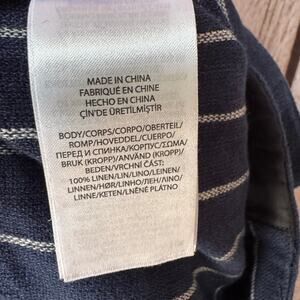 MADE IN CHINA
FABRIQUÉ EN CHINE
HECHO EN CHINA
ÇİN'DE ÜRETİLMİŞTİR
BODY/CORPS/CORPO/OBERTEIL/
ROMP/HOVEDDEL/CUERPO/
ПЕРЕД И СПИНКА/KORPUS/ΣΩΜΑ/
BRUK (KROPP)/ANVÄND (KROPP)/
BEDEN/VRCHNÍ ČÁST:
100% LINEN/LIN/LINO/LEINEN/
LINNEN/HØR/LINHO/ЛЕН/ΛΙΝΟ/
LINNE/KETEN/LNĚNÉ PLÁTNO